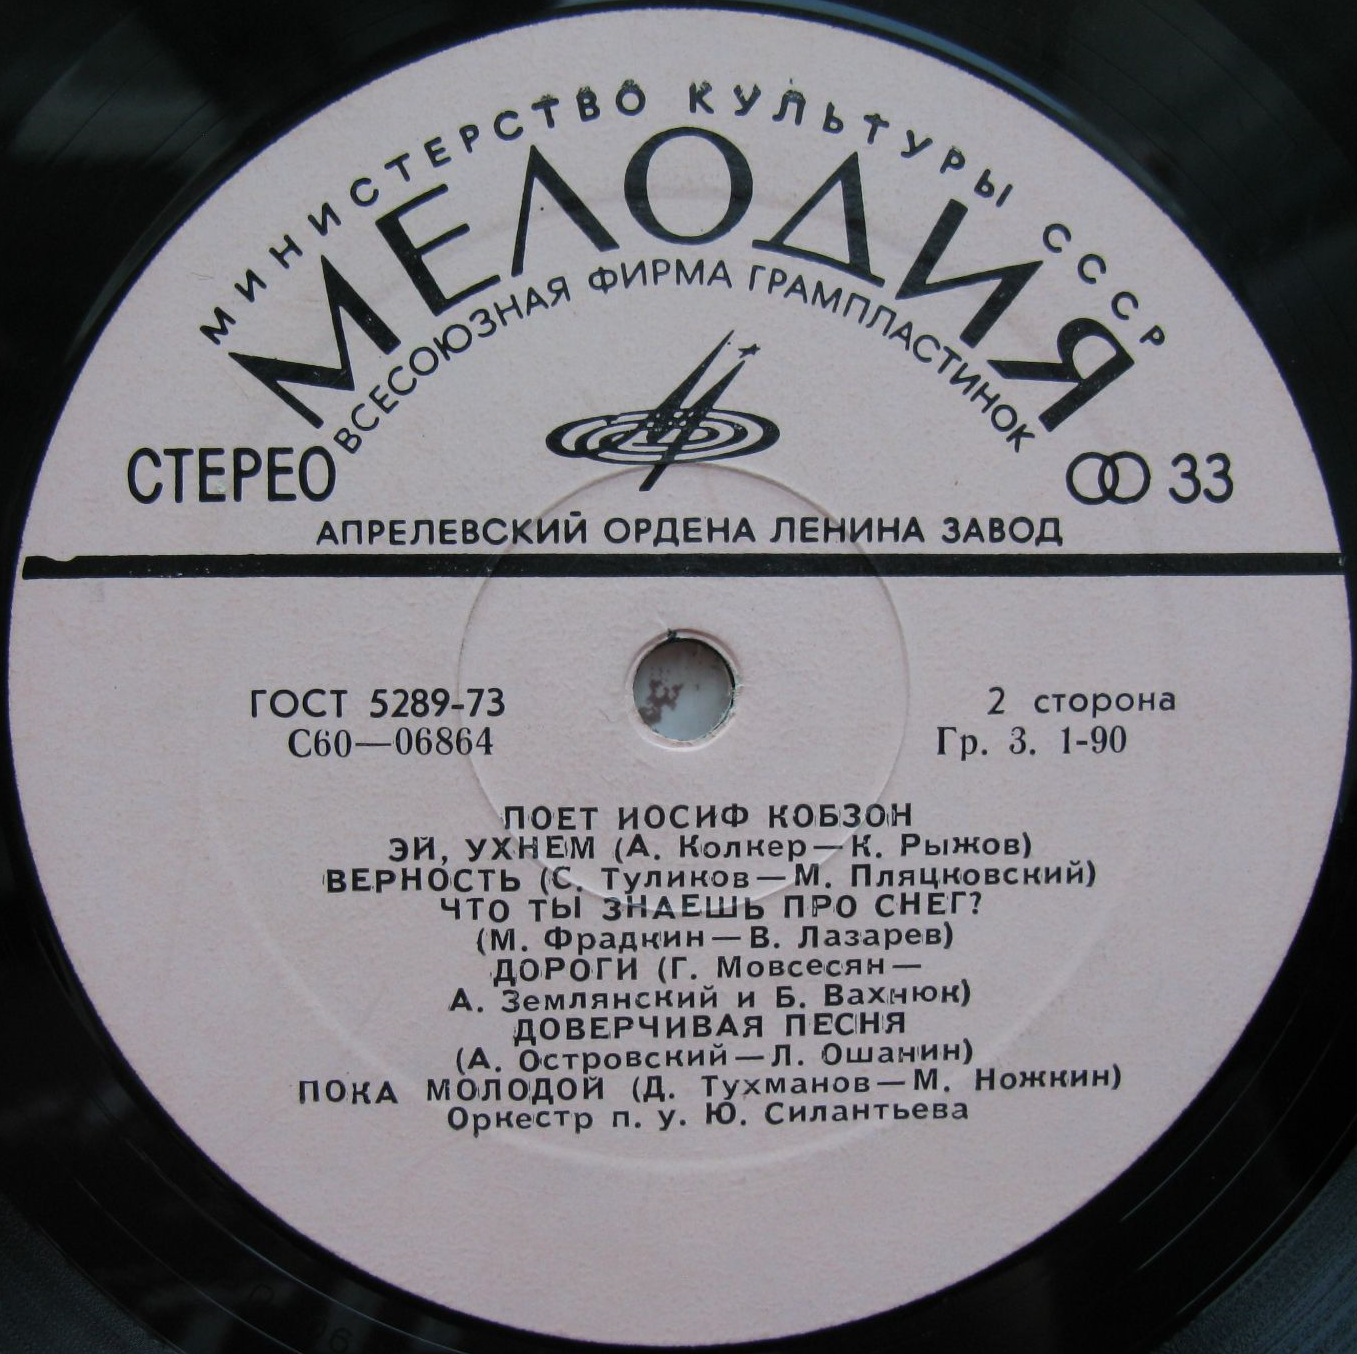 МИНИСТЕРСТВО КУЛЬТУРЫ СССР
МЕЛОДИЯ
ВСЕСОЮЗНАЯ ФИРМА ГРАМПЛАСТИНОК
СТЕРЕО
33
АПРЕЛЕВСКИЙ ОРДЕНА ЛЕНИНА ЗАВОД
ГОСТ 5289-73
2 сторона
С60—06864
Гр. 3. 1-90
ПОЕТ ИОСИФ КОБЗОН
ЭЙ, УХНЕМ (А. Колкер—К. Рыжов)
ВЕРНОСТЬ (С. Туликов—М. Пляцковский)
ЧТО ТЫ ЗНАЕШЬ ПРО СНЕГ?
(М. Фрадкин—В. Лазарев)
ДОРОГИ (Г. Мовсесян—
А. Землянский и Б. Вахнюк)
ДОВЕРЧИВАЯ ПЕСНЯ
(А. Островский—Л. Ошанин)
ПОКА МОЛОДОЙ (Д. Тухманов—М. Ножкин)
Оркестр п. у. Ю. Силантьева